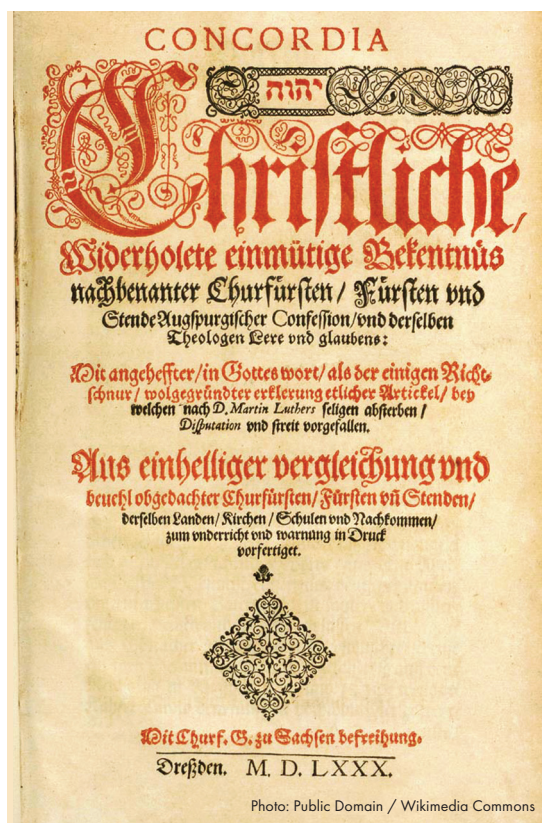 CONCORDIA
יהוה
Christliche,
Widerholete einmütige Bekentnüs
nachbenanter Churfürsten / Fürsten vnd
Stende Augspurgischer Confession / vnd derselben
Theologen Lere vnd glaubens:
Mit angeheffter / in Gottes wort / als der einigen Richt⸗
schnur / wolgegründter erklerung etlicher Artickel / bey
welchen nach D. Martin Luthers seligen absterben /
Disputation vnd streit vorgefallen.
Aus einhelliger vergleichung vnd
beuehl obgedachter Churfürsten / Fürsten vñ Stenden /
derselben Landen / Kirchen / Schulen vnd Nachkommen /
zum vnderricht vnd warnung in Druck
vorfertiget.
Mit Churf. G. zu Sachsen befreihung.
Dreßden. M. D. LXXX.
Photo: Public Domain / Wikimedia Commons